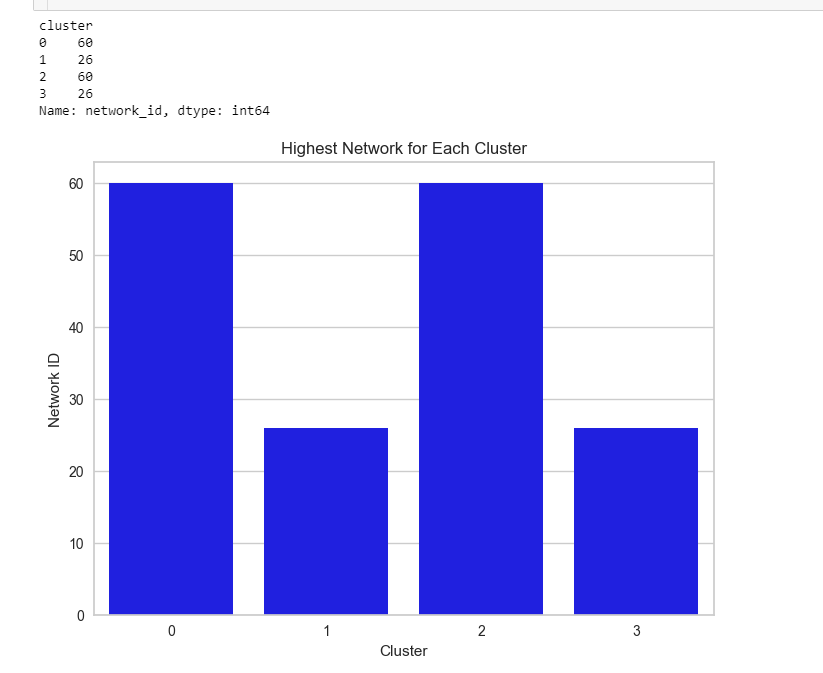 cluster
0    60
1    26
2    60
3    26
Name: network_id, dtype: int64
Highest Network for Each Cluster
60
50
40
30
20
10
0
Network ID
0 1 2 3
Cluster